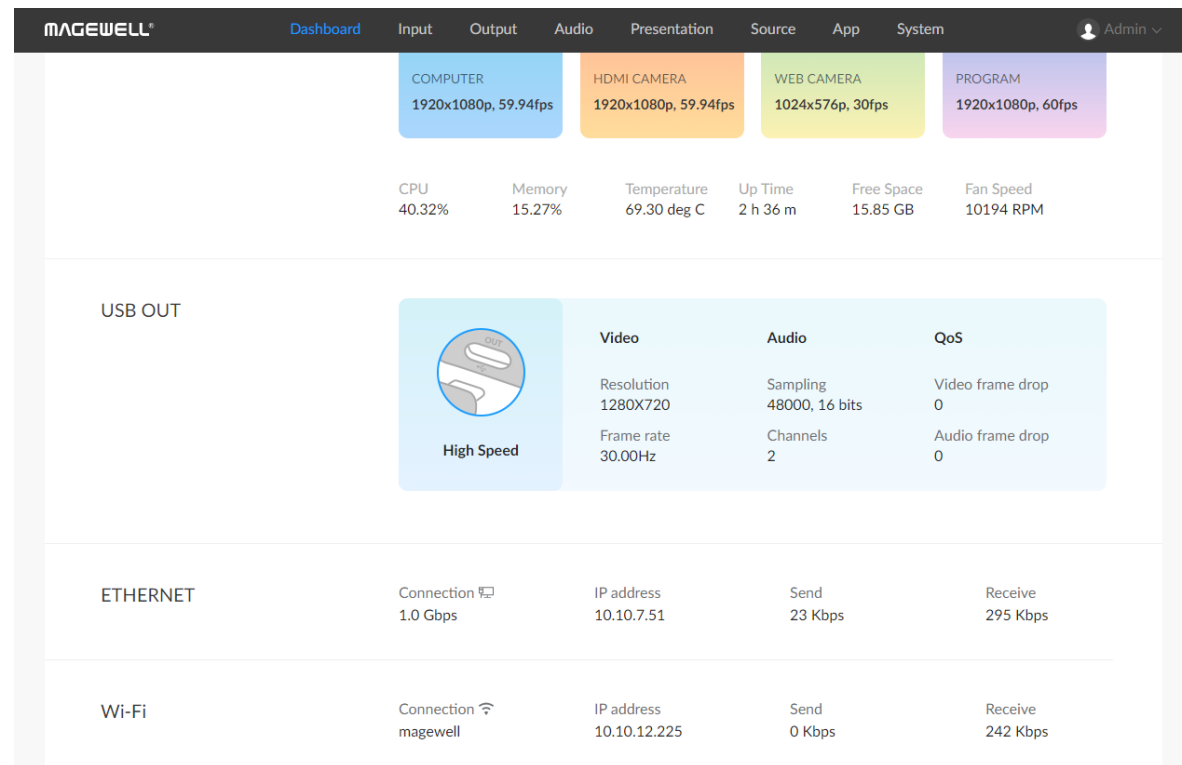 MAGEWELL®
Dashboard Input Output Audio Presentation Source App System Admin
COMPUTER HDMI CAMERA WEB CAMERA PROGRAM
1920x1080p, 59.94fps 1920x1080p, 59.94fps 1024x576p, 30fps 1920x1080p, 60fps
CPU Memory Temperature Up Time Free Space Fan Speed
40.32% 15.27% 69.30 deg C 2 h 36 m 15.85 GB 10194 RPM
USB OUT
OUT
High Speed
Video Audio QoS
Resolution Sampling Video frame drop
1280X720 48000, 16 bits 0
Frame rate Channels Audio frame drop
30.00Hz 2 0
ETHERNET
Connection IP address Send Receive
1.0 Gbps 10.10.7.51 23 Kbps 295 Kbps
Wi-Fi
Connection IP address Send Receive
magewell 10.10.12.225 0 Kbps 242 Kbps